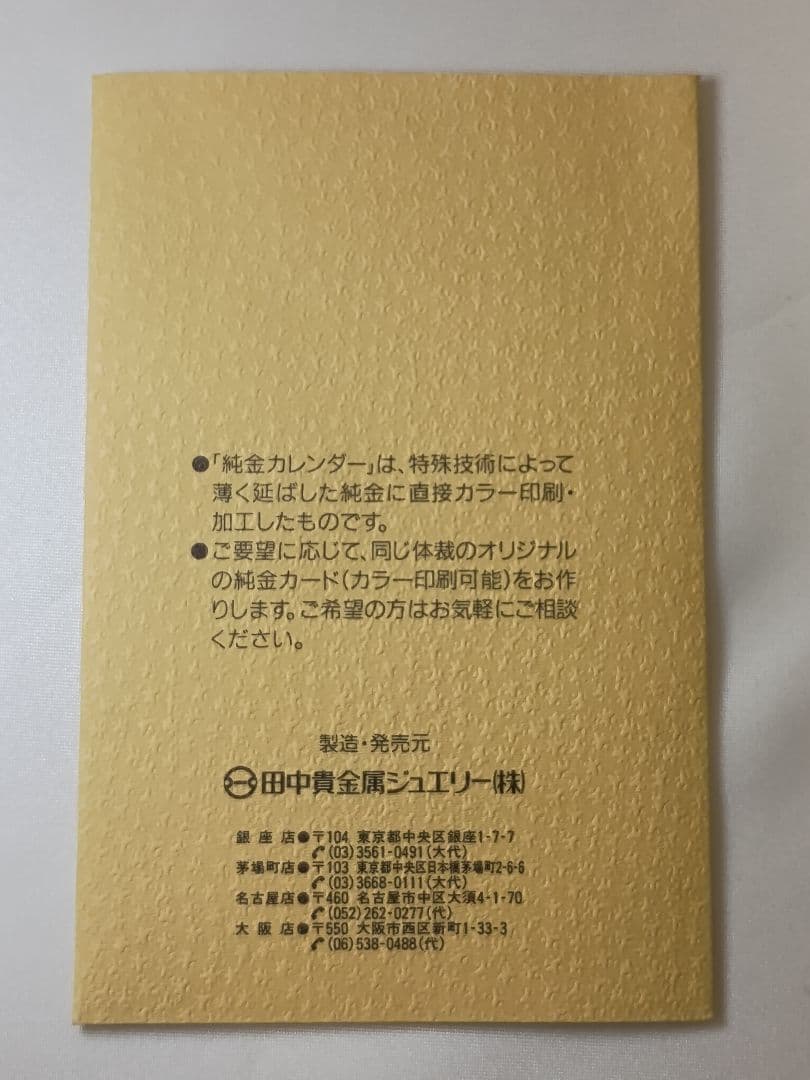 ●「純金カレンダー」は、特殊技術によって
薄く延ばした純金に直接カラー印刷・
加工したものです。
●ご要望に応じて、同じ体裁のオリジナル
の純金カード(カラー印刷可能)をお作
りします。ご希望の方はお気軽にご相談
ください。
製造・発売元
田中貴金属ジュエリー(株)
銀座店●〒104 東京都中央区銀座1-7-7
(03)3561-0491(大代)
茅場町店●〒103 東京都中央区日本橋茅場町2-6-6
(03)3668-0111(大代)
名古屋店●〒460 名古屋市中区大須4-1-70
(052)262-0277(代)
大阪店●〒550 大阪市西区新町1-33-3
(06)538-0488(代)